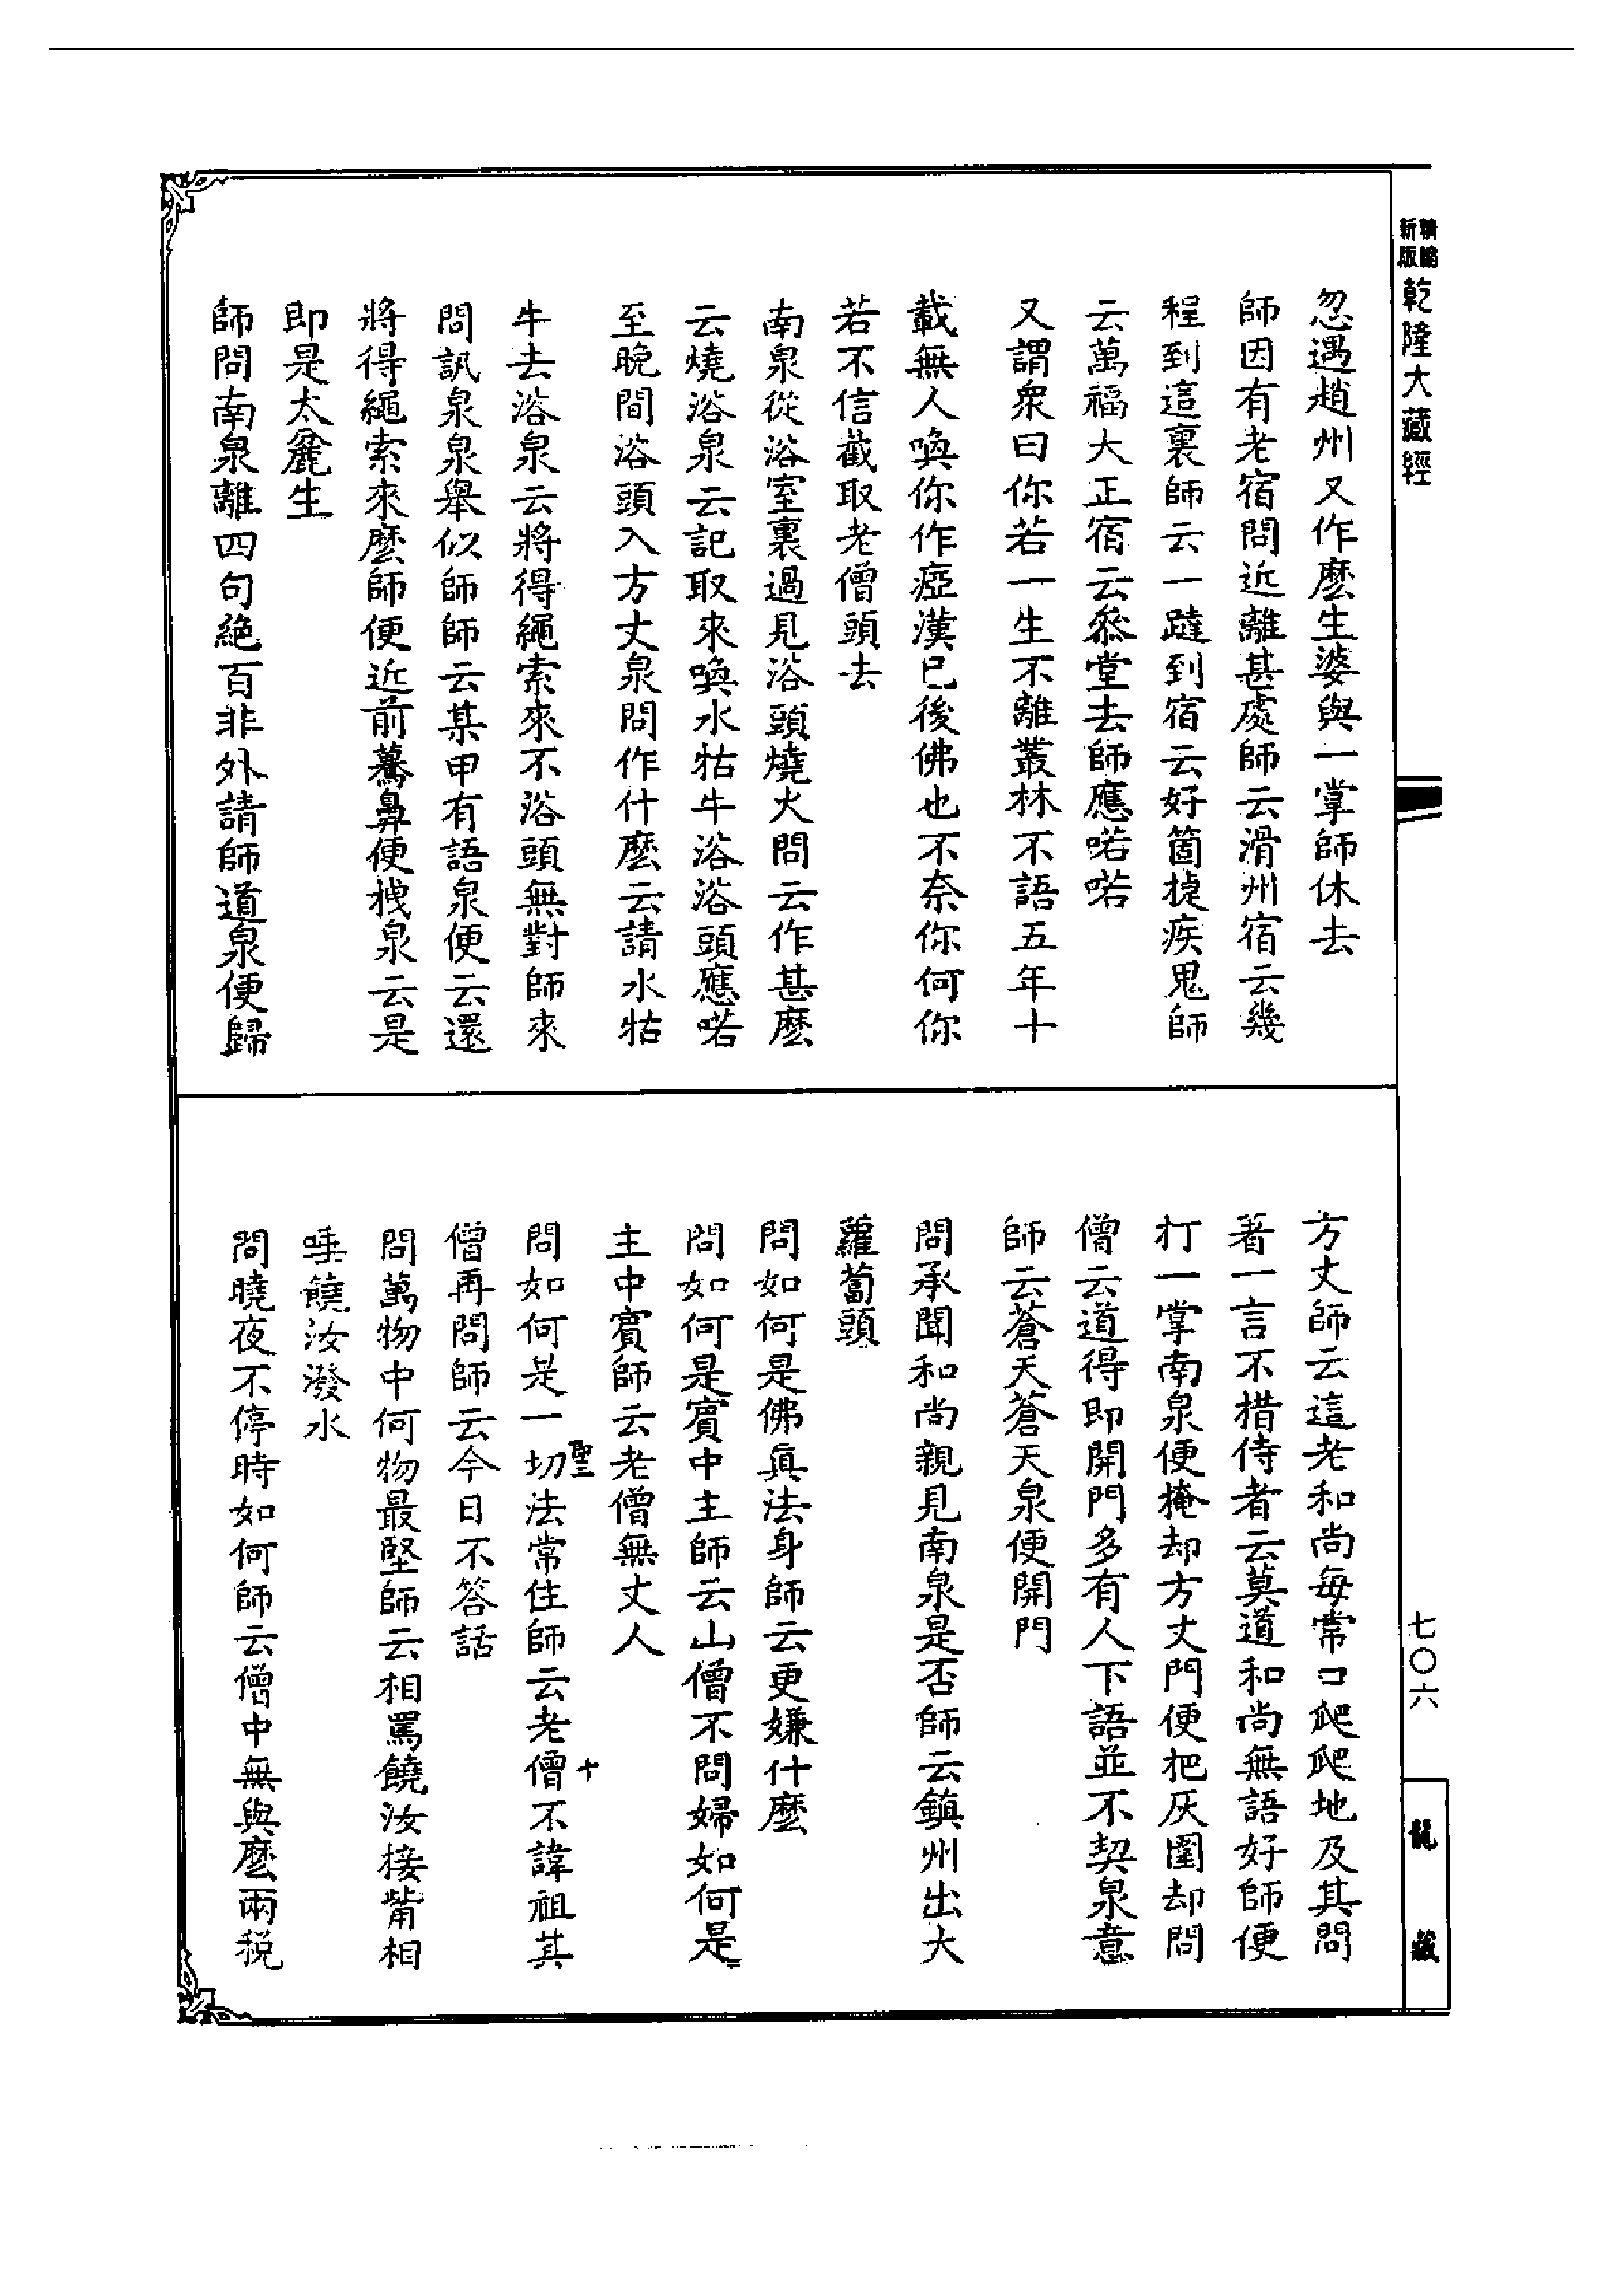 精縮
新版
乾隆大藏經
忽遇趙州又作麽生婆與一掌師休去
師因有老宿問近離甚處師云滑州宿云幾
程到這裏師云一躂到宿云好箇捷疾鬼師
云萬福大正宿云叅堂去師應喏喏
又謂衆曰你若一生不離叢林不語五年十
載無人喚你作瘂漢已後佛也不奈你何你
若不信截取老僧頭去
南泉從浴室裏過見浴頭燒火問云作甚麽
云燒浴泉云記取來喚水牯牛浴浴頭應喏
至晚間浴頭入方丈泉問作什麽云請水牯
牛去浴泉云將得繩索來不浴頭無對師來
問訊泉泉舉似師師云某甲有語泉便云還
將得繩索來麽師便近前驀鼻便拽泉云是
即是太麤生
師問南泉離四句絶百非外請師道泉便歸
方丈師云這老和尚每常口爬爬地及其問
著一言不措侍者云莫道和尚無語好師便
打一掌南泉便掩却方丈門便把灰圍却問
僧云道得即開門多有人下語並不契泉意
師云蒼天蒼天泉便開門
問承聞和尚親見南泉是否師云鎮州出大
蘿蔔頭
問如何是佛眞法身師云更嫌什麽
問如何是賓中主師云山僧不問婦如何是
主中賓師云老僧無丈人
聖 十
問如何是一切法常住師云老僧不諱祖其
僧再問師云今日不答話
問萬物中何物最堅師云相罵饒汝接觜相
唾饒汝潑水
問曉夜不停時如何師云僧中無與麽兩税
七〇六
龍藏